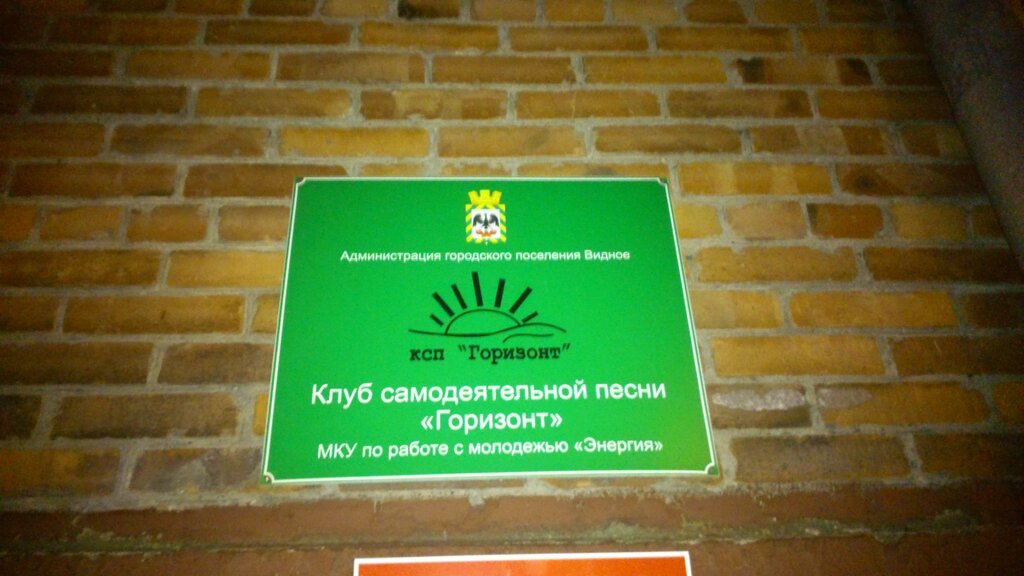 Администрация городского поселения Видное
ксп "Горизонт"
Клуб самодеятельной песни
«Горизонт»
МКУ по работе с молодежью «Энергия»